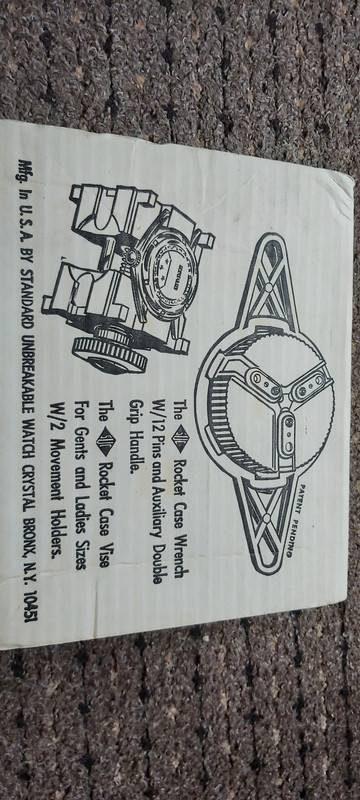 PATENT PENDING
The Rocket Case Wrench
W/12 Pins and Auxiliary Double
Grip Handle.
The Rocket Case Vise
For Gents and Ladies Sizes
W/2 Movement Holders.
Mfg. In U.S.A. BY STANDARD UNBREAKABLE WATCH CRYSTAL BRONX, N.Y. 10451